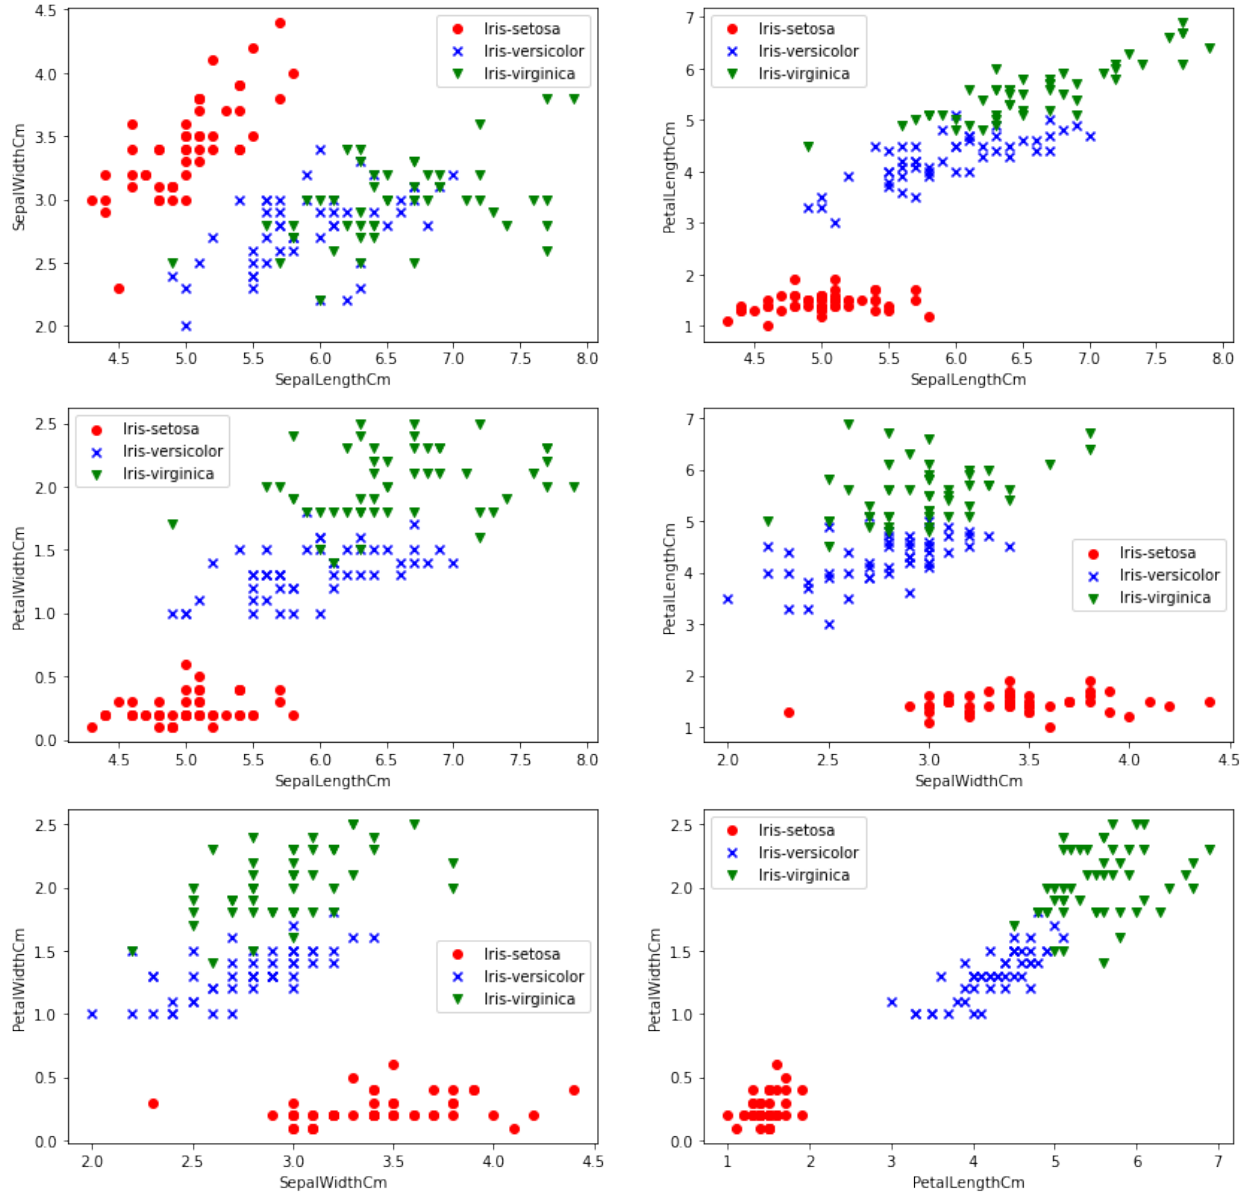 4.5
4.0
3.5
3.0
2.5
2.0
SepalWidthCm
Iris-setosa
Iris-versicolor
Iris-virginica
4.5 5.0 5.5 6.0 6.5 7.0 7.5 8.0
SepalLengthCm
7
6
5
4
3
2
1
PetalLengthCm
Iris-setosa
Iris-versicolor
Iris-virginica
4.5 5.0 5.5 6.0 6.5 7.0 7.5 8.0
SepalLengthCm
2.5
2.0
1.5
1.0
0.5
0.0
PetalWidthCm
Iris-setosa
Iris-versicolor
Iris-virginica
4.5 5.0 5.5 6.0 6.5 7.0 7.5 8.0
SepalLengthCm
7
6
5
4
3
2
1
PetalLengthCm
Iris-setosa
Iris-versicolor
Iris-virginica
2.0 2.5 3.0 3.5 4.0 4.5
SepalWidthCm
2.5
2.0
1.5
1.0
0.5
0.0
PetalWidthCm
Iris-setosa
Iris-versicolor
Iris-virginica
2.0 2.5 3.0 3.5 4.0 4.5
SepalWidthCm
2.5
2.0
1.5
1.0
0.5
0.0
PetalWidthCm
Iris-setosa
Iris-versicolor
Iris-virginica
1 2 3 4 5 6 7
PetalLengthCm